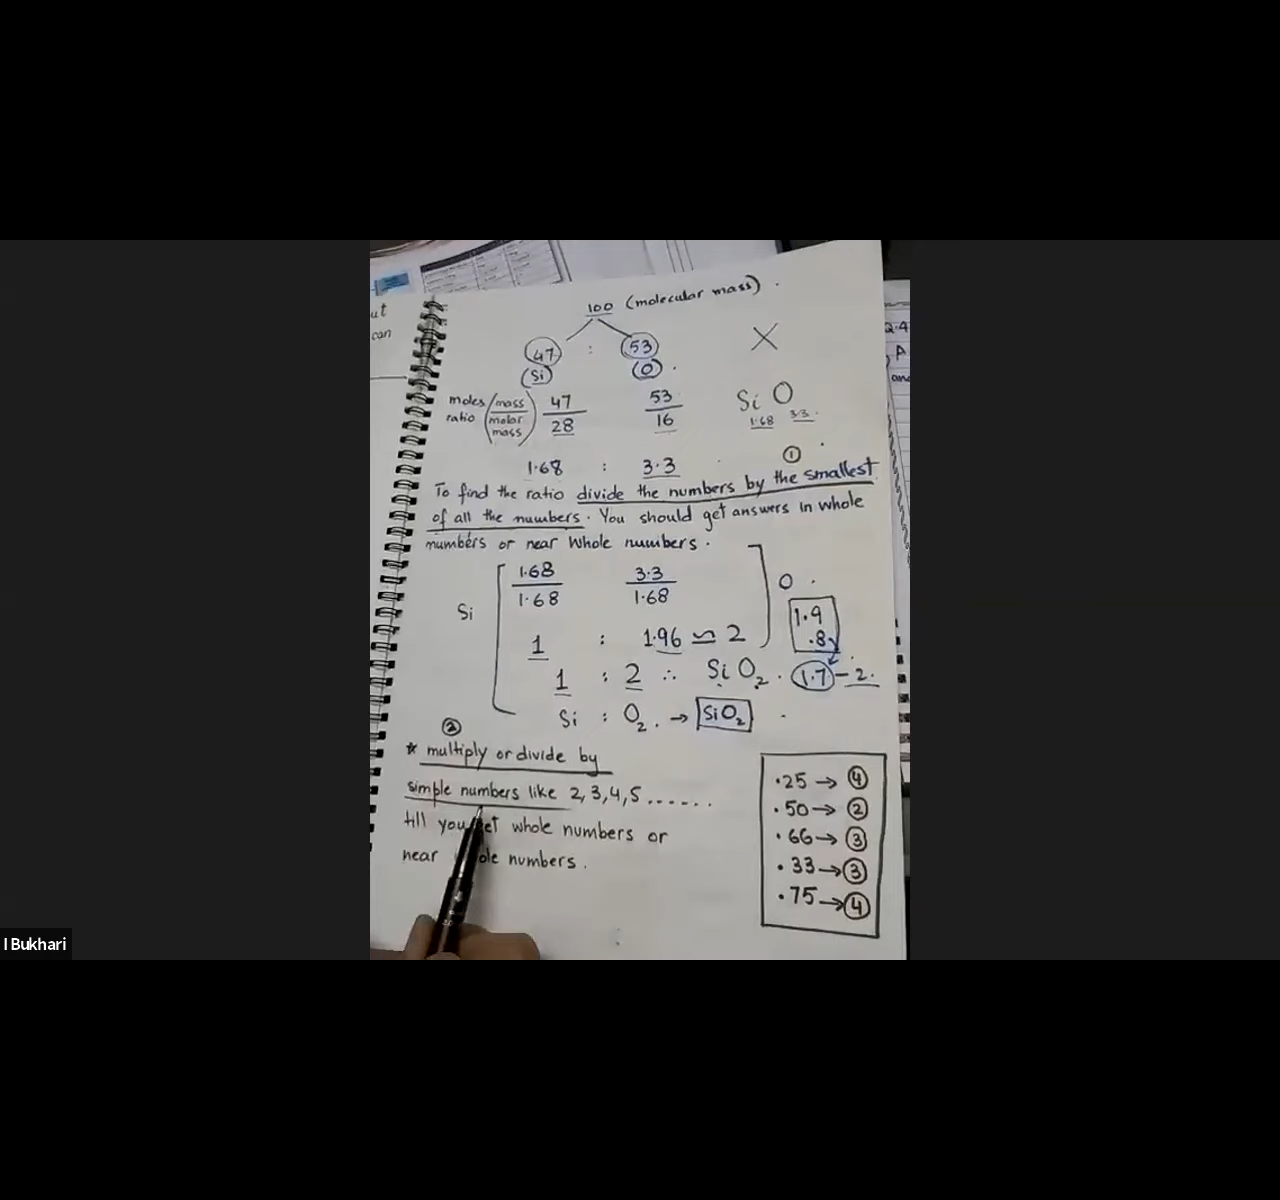 ut
can
100 (molecular mass).
47 : 53
(Si) (O).
X
2.4
A
and
moles ratio (mass / molar mass) 47/28 53/16
Si O
1.68 3.3.
1.68 : 3.3
①
To find the ratio divide the numbers by the smallest
of all the numbers. You should get answers in whole
numbers or near Whole numbers.
Si 1.68/1.68 3.3/1.68 O.
1 : 1.96 ≃ 2
1.9
.8
1 : 2 ∴ SiO₂. 1.7 - 2.
Si : O₂. → SiO₂
②
* multiply or divide by
simple numbers like 2,3,4,5......
till you get whole numbers or
near whole numbers.
.25 → ④
.50 → ②
.66 → ③
.33 → ③
.75 → ④
I Bukhari